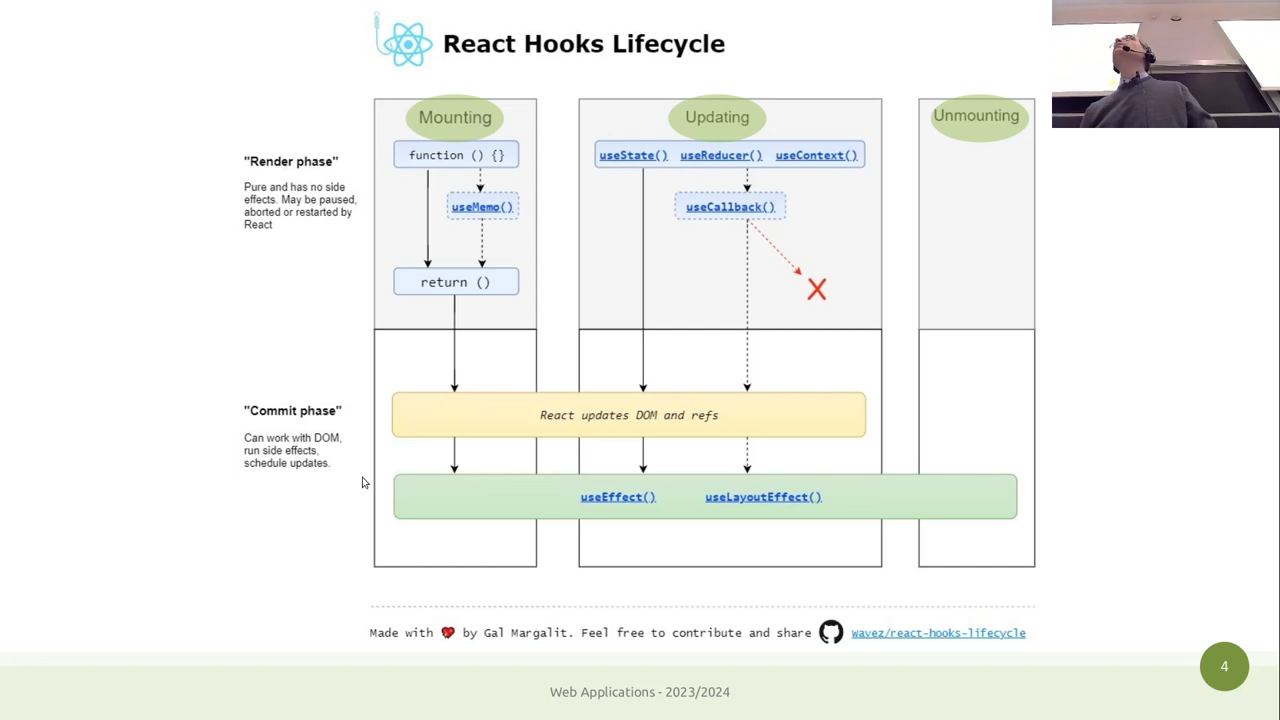 React Hooks Lifecycle
Mounting
Updating
Unmounting
"Render phase"
Pure and has no side
effects. May be paused,
aborted or restarted by
React
function () {}
useMemo()
return ()
useState() useReducer() useContext()
useCallback()
X
"Commit phase"
Can work with DOM,
run side effects,
schedule updates.
React updates DOM and refs
useEffect() useLayoutEffect()
Made with ❤ by Gal Margalit. Feel free to contribute and share wavez/react-hooks-lifecycle
4
Web Applications - 2023/2024